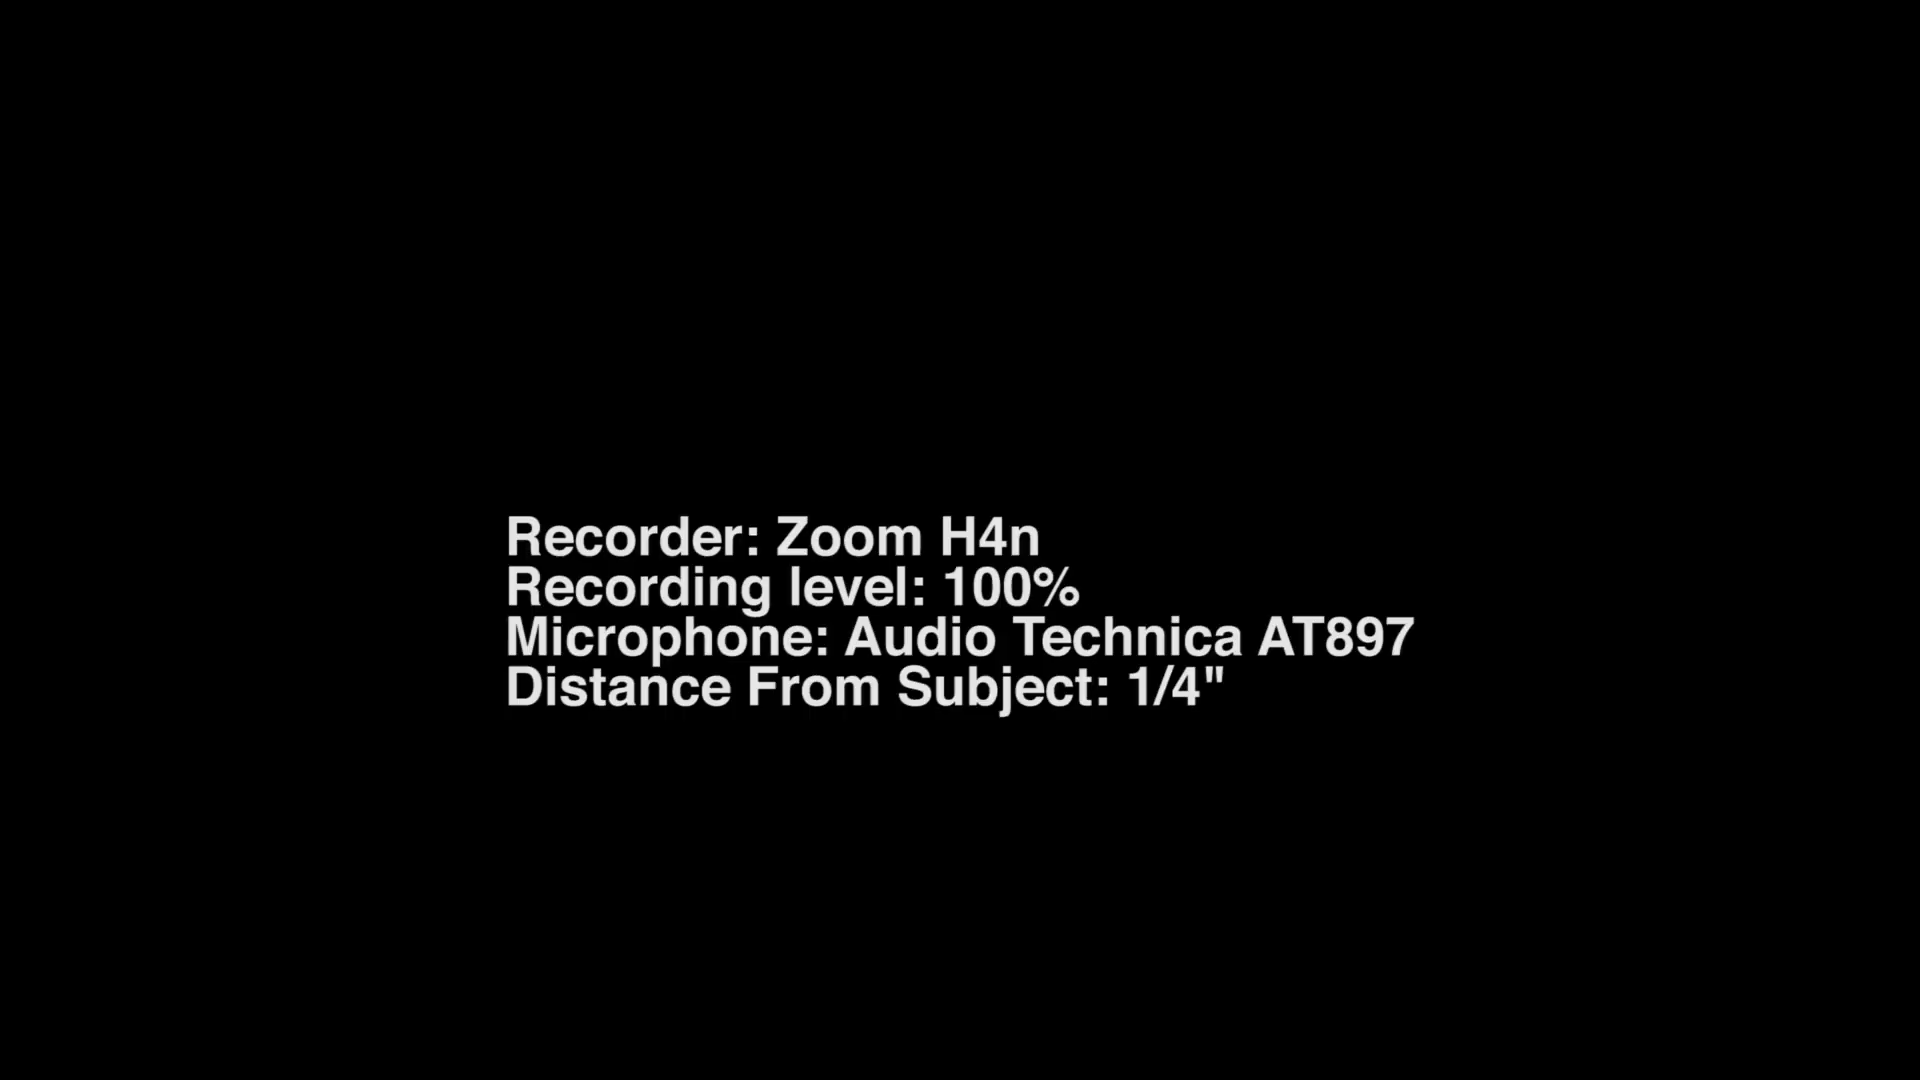 Recorder: Zoom H4n
Recording level: 100%
Microphone: Audio Technica AT897
Distance From Subject: 1/4"